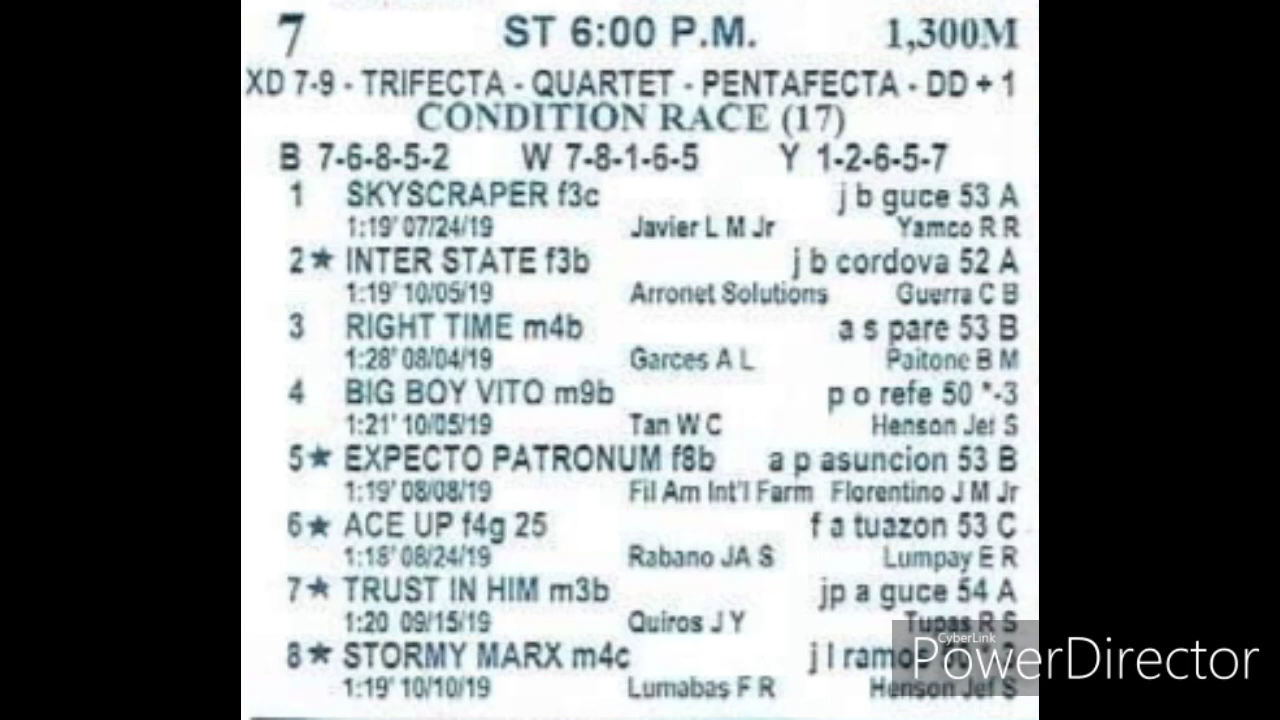 7 ST 6:00 P.M. 1,300M
XD 7-9 - TRIFECTA - QUARTET - PENTAFECTA - DD + 1
CONDITION RACE (17)
B 7-6-8-5-2 W 7-8-1-6-5 Y 1-2-6-5-7
1 SKYSCRAPER f3c j b guce 53 A
1:19' 07/24/19 Javier L M Jr Yamco R R
2★ INTER STATE f3b j b cordova 52 A
1:19' 10/05/19 Arronet Solutions Guerra C B
3 RIGHT TIME m4b a s pare 53 B
1:28' 08/04/19 Garces A L Paitone B M
4 BIG BOY VITO m9b p o refe 50 *-3
1:21' 10/05/19 Tan W C Henson Jef S
5★ EXPECTO PATRONUM f8b a p asuncion 53 B
1:19' 08/08/19 Fil Am Int'l Farm Florentino J M Jr
6★ ACE UP f4g 25 f a tuazon 53 C
1:18' 08/24/19 Rabano JA S Lumpay E R
7★ TRUST IN HIM m3b jp a guce 54 A
1:20 09/15/19 Quiros J Y Tupas R S
8★ STORMY MARX m4c j l ramo
1:19' 10/10/19 Lumabas F R Henson Jef S
CyberLink
PowerDirector